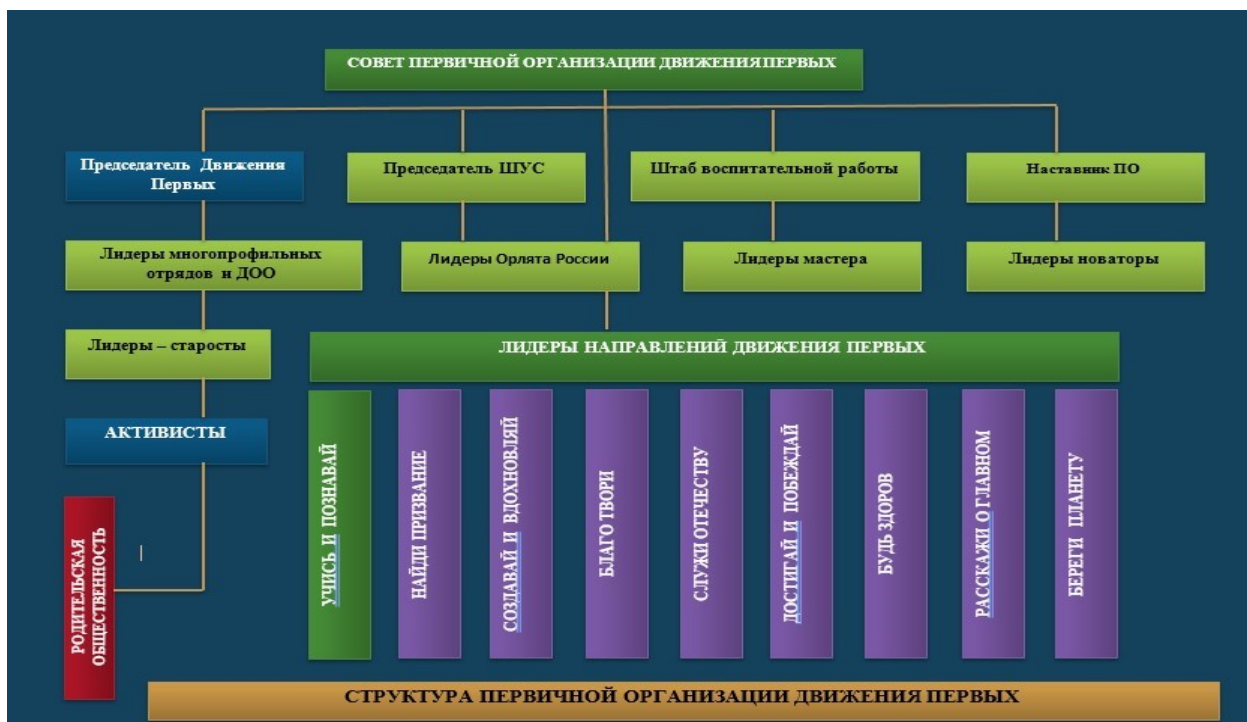 СОВЕТ ПЕРВИЧНОЙ ОРГАНИЗАЦИИ ДВИЖЕНИЯ ПЕРВЫХ
Председатель Движения
Первых
Председатель ШУС
Штаб воспитательной работы
Наставник ПО
Лидеры многопрофильных
отрядов и ДОО
Лидеры Орлята России
Лидеры мастера
Лидеры новаторы
Лидеры – старосты
ЛИДЕРЫ НАПРАВЛЕНИЙ ДВИЖЕНИЯ ПЕРВЫХ
АКТИВИСТЫ
РОДИТЕЛЬСКАЯ
ОБЩЕСТВЕННОСТЬ
УЧИСЬ И ПОЗНАВАЙ
НАЙДИ ПРИЗВАНИЕ
СОЗДАВАЙ И ВДОХНОВЛЯЙ
БЛАГО ТВОРИ
СЛУЖИ ОТЕЧЕСТВУ
ДОСТИГАЙ И ПОБЕЖДАЙ
БУДЬ ЗДОРОВ
РАССКАЖИ О ГЛАВНОМ
БЕРЕГИ ПЛАНЕТУ
СТРУКТУРА ПЕРВИЧНОЙ ОРГАНИЗАЦИИ ДВИЖЕНИЯ ПЕРВЫХ